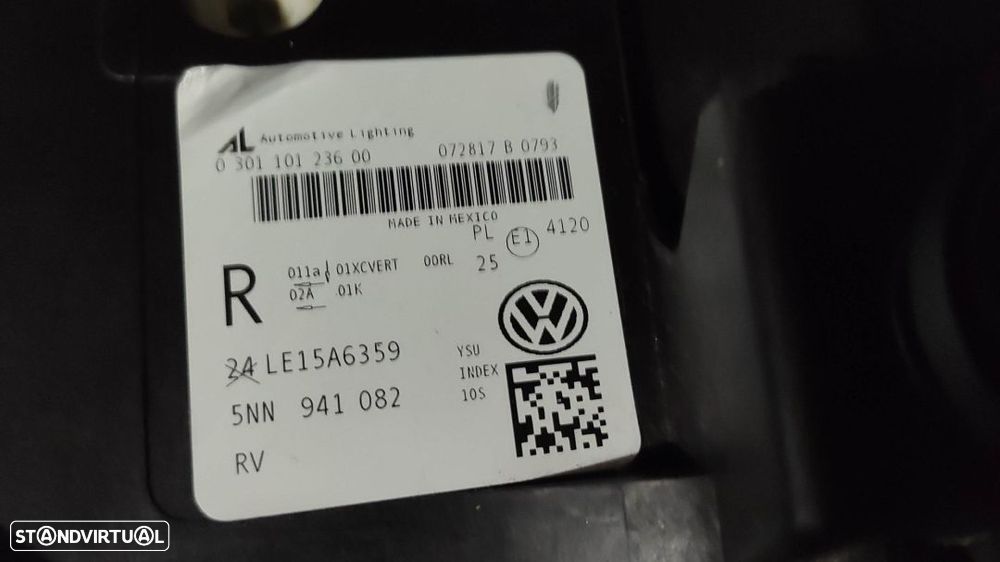 AL Automotive Lighting
0 301 101 236 00 072817 B 0793
MADE IN MEXICO
PL E1 4120
R 011a 01XCVERT 00RL 25
02A 01K
24 LE15A6359 YSU
INDEX
5NN 941 082 10S
RV
STANDVIRTUAL